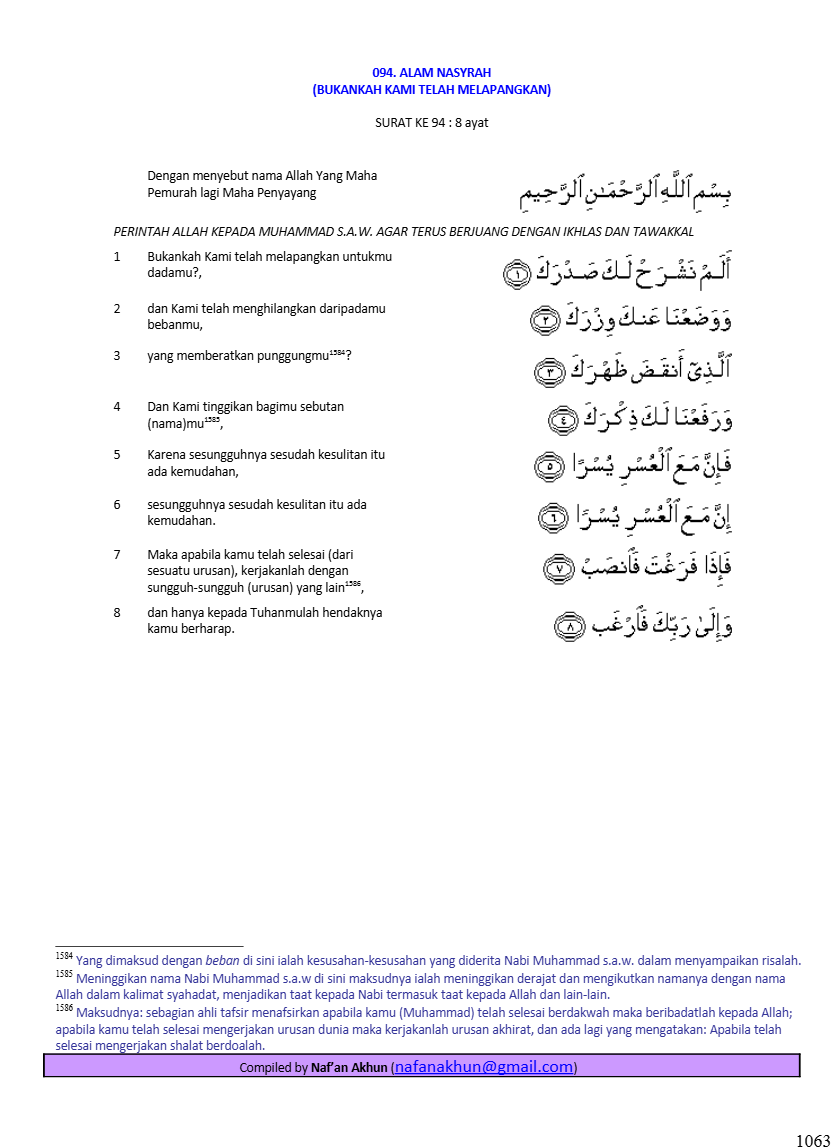 094. ALAM NASYRAH
(BUKANKAH KAMI TELAH MELAPANGKAN)
SURAT KE 94 : 8 ayat
Dengan menyebut nama Allah Yang Maha
Pemurah lagi Maha Penyayang
بِسْمِ ٱللَّهِ ٱلرَّحْمَـٰنِ ٱلرَّحِيمِ
PERINTAH ALLAH KEPADA MUHAMMAD S.A.W. AGAR TERUS BERJUANG DENGAN IKHLAS DAN TAWAKKAL
1 Bukankah Kami telah melapangkan untukmu
dadamu?,
أَلَمْ نَشْرَحْ لَكَ صَدْرَكَ ﴿١﴾
2 dan Kami telah menghilangkan daripadamu
bebanmu,
وَوَضَعْنَا عَنكَ وِزْرَكَ ﴿٢﴾
3 yang memberatkan punggungmu1584?
ٱلَّذِىٓ أَنقَضَ ظَهْرَكَ ﴿٣﴾
4 Dan Kami tinggikan bagimu sebutan
(nama)mu1585,
وَرَفَعْنَا لَكَ ذِكْرَكَ ﴿٤﴾
5 Karena sesungguhnya sesudah kesulitan itu
ada kemudahan,
فَإِنَّ مَعَ ٱلْعُسْرِ يُسْرًا ﴿٥﴾
6 sesungguhnya sesudah kesulitan itu ada
kemudahan.
إِنَّ مَعَ ٱلْعُسْرِ يُسْرًا ﴿٦﴾
7 Maka apabila kamu telah selesai (dari
sesuatu urusan), kerjakanlah dengan
sungguh-sungguh (urusan) yang lain1586,
فَإِذَا فَرَغْتَ فَٱنصَبْ ﴿٧﴾
8 dan hanya kepada Tuhanmulah hendaknya
kamu berharap.
وَإِلَىٰ رَبِّكَ فَٱرْغَب ﴿٨﴾
1584 Yang dimaksud dengan beban di sini ialah kesusahan-kesusahan yang diderita Nabi Muhammad s.a.w. dalam menyampaikan risalah.
1585 Meninggikan nama Nabi Muhammad s.a.w di sini maksudnya ialah meninggikan derajat dan mengikutkan namanya dengan nama
Allah dalam kalimat syahadat, menjadikan taat kepada Nabi termasuk taat kepada Allah dan lain-lain.
1586 Maksudnya: sebagian ahli tafsir menafsirkan apabila kamu (Muhammad) telah selesai berdakwah maka beribadatlah kepada Allah;
apabila kamu telah selesai mengerjakan urusan dunia maka kerjakanlah urusan akhirat, dan ada lagi yang mengatakan: Apabila telah
selesai mengerjakan shalat berdoalah.
Compiled by Naf’an Akhun (nafanakhun@gmail.com)
1063